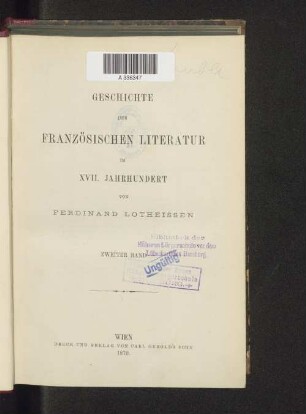 A 336347
GESCHICHTE
DER
FRANZÖSISCHEN LITERATUR
IM
XVII. JAHRHUNDERT
VON
FERDINAND LOTHEISSEN
ZWEITER BAND
Ungültig
WIEN
DRUCK UND VERLAG VON CARL GEROLD'S SOHN
1879.